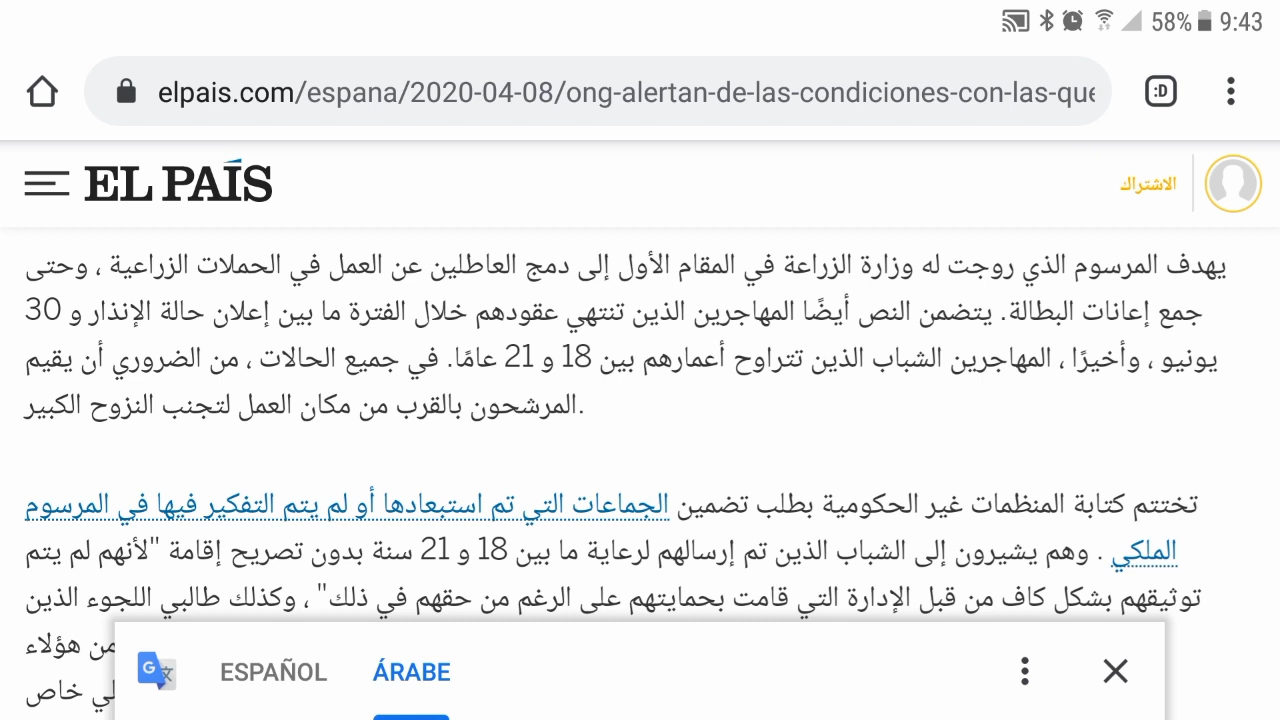 58% 9:43
elpais.com/espana/2020-04-08/ong-alertan-de-las-condiciones-con-las-que
:D
EL PAÍS
الاشتراك
يهدف المرسوم الذي روجت له وزارة الزراعة في المقام الأول إلى دمج العاطلين عن العمل في الحملات الزراعية ، وحتى
جمع إعانات البطالة. يتضمن النص أيضًا المهاجرين الذين تنتهي عقودهم خلال الفترة ما بين إعلان حالة الإنذار و 30
يونيو ، وأخيرًا ، المهاجرين الشباب الذين تتراوح أعمارهم بين 18 و 21 عامًا. في جميع الحالات ، من الضروري أن يقيم
المرشحون بالقرب من مكان العمل لتجنب النزوح الكبير.
تختتم كتابة المنظمات غير الحكومية بطلب تضمين الجماعات التي تم استبعادها أو لم يتم التفكير فيها في المرسوم
الملكي . وهم يشيرون إلى الشباب الذين تم إرسالهم لرعاية ما بين 18 و 21 سنة بدون تصريح إقامة "لأنهم لم يتم
توثيقهم بشكل كاف من قبل الإدارة التي قامت بحمايتهم على الرغم من حقهم في ذلك" ، وكذلك طالبي اللجوء الذين
من هؤلاء
لي خاص
G
ESPAÑOL ÁRABE